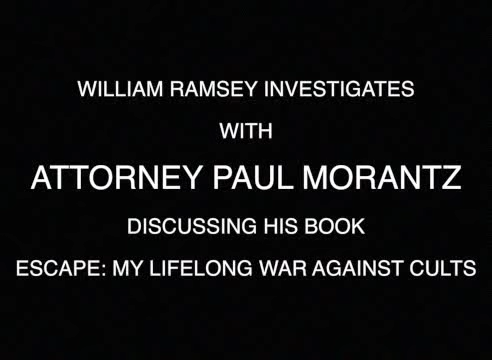 WILLIAM RAMSEY INVESTIGATES
WITH
ATTORNEY PAUL MORANTZ
DISCUSSING HIS BOOK
ESCAPE: MY LIFELONG WAR AGAINST CULTS